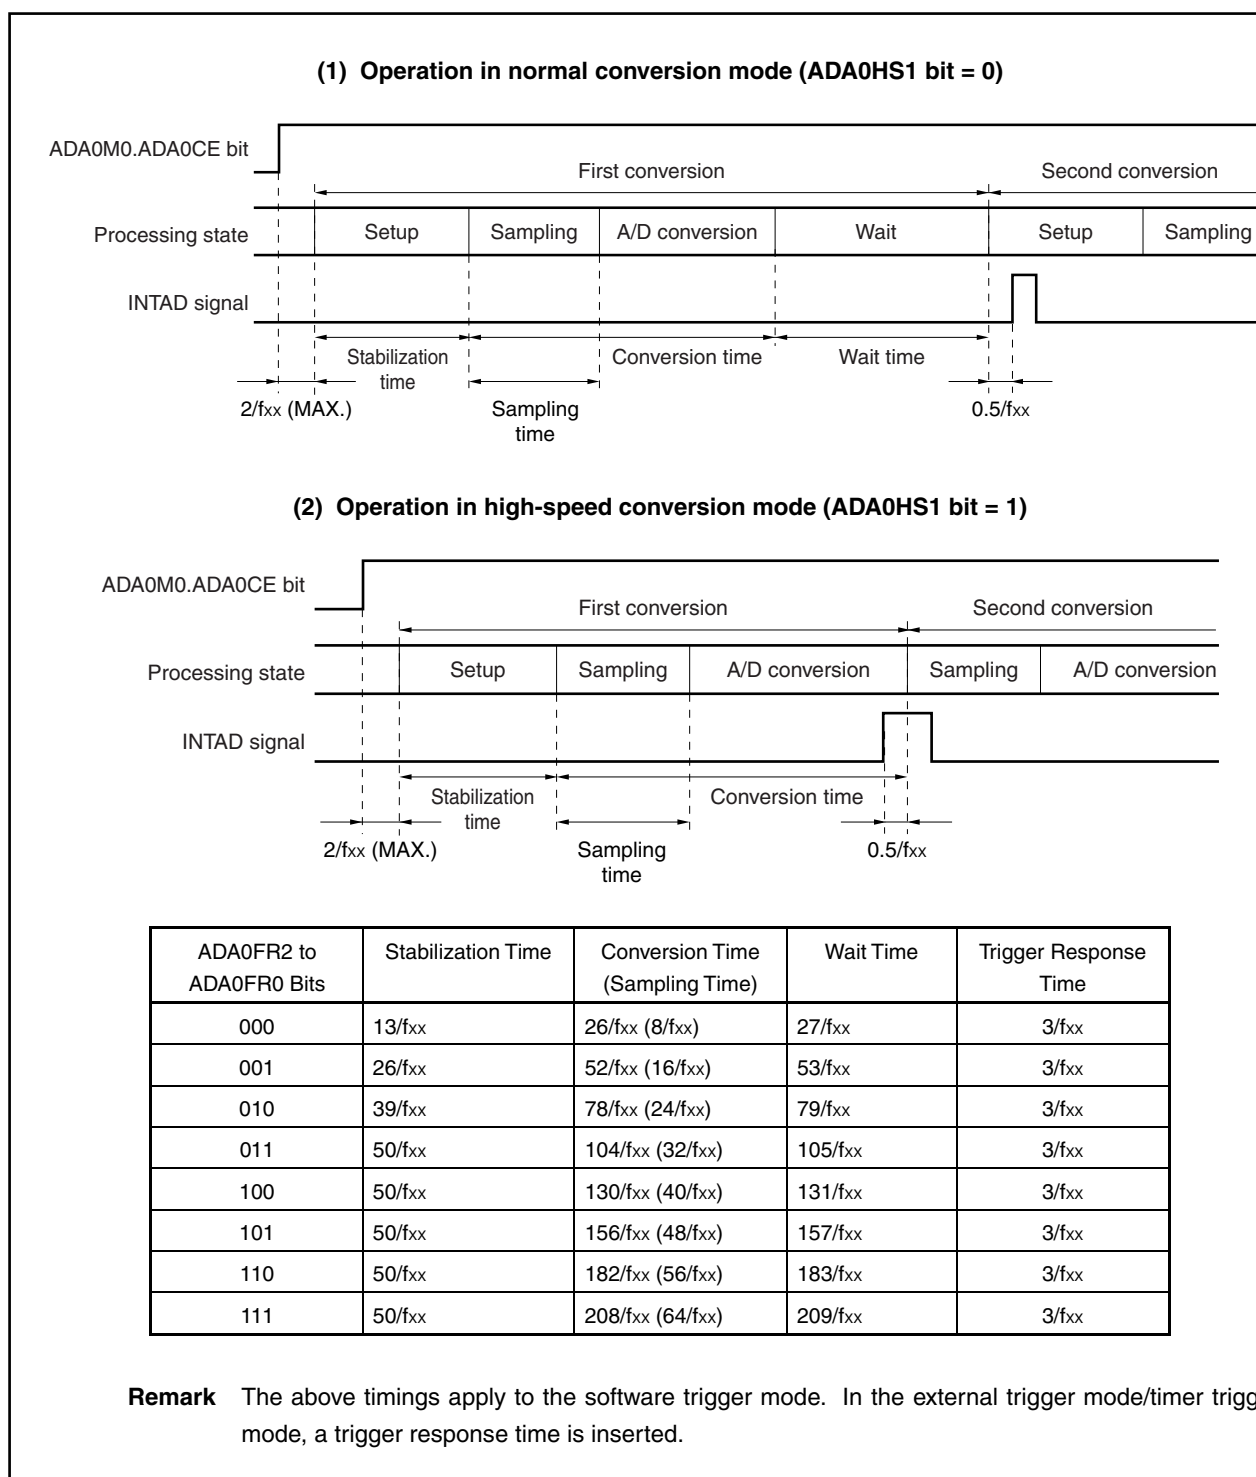 (1) Operation in normal conversion mode (ADA0HS1 bit = 0)
ADA0M0.ADA0CE bit
First conversion Second conversion
Processing state Setup Sampling A/D conversion Wait Setup Sampling
INTAD signal
Stabilization time Conversion time Wait time
2/fxx (MAX.) Sampling time 0.5/fxx
(2) Operation in high-speed conversion mode (ADA0HS1 bit = 1)
ADA0M0.ADA0CE bit
First conversion Second conversion
Processing state Setup Sampling A/D conversion Sampling A/D conversion
INTAD signal
Stabilization time Conversion time
2/fxx (MAX.) Sampling time 0.5/fxx
ADA0FR2 to ADA0FR0 Bits Stabilization Time Conversion Time (Sampling Time) Wait Time Trigger Response Time
000 13/fxx 26/fxx (8/fxx) 27/fxx 3/fxx
001 26/fxx 52/fxx (16/fxx) 53/fxx 3/fxx
010 39/fxx 78/fxx (24/fxx) 79/fxx 3/fxx
011 50/fxx 104/fxx (32/fxx) 105/fxx 3/fxx
100 50/fxx 130/fxx (40/fxx) 131/fxx 3/fxx
101 50/fxx 156/fxx (48/fxx) 157/fxx 3/fxx
110 50/fxx 182/fxx (56/fxx) 183/fxx 3/fxx
111 50/fxx 208/fxx (64/fxx) 209/fxx 3/fxx
Remark The above timings apply to the software trigger mode. In the external trigger mode/timer trigg
mode, a trigger response time is inserted.